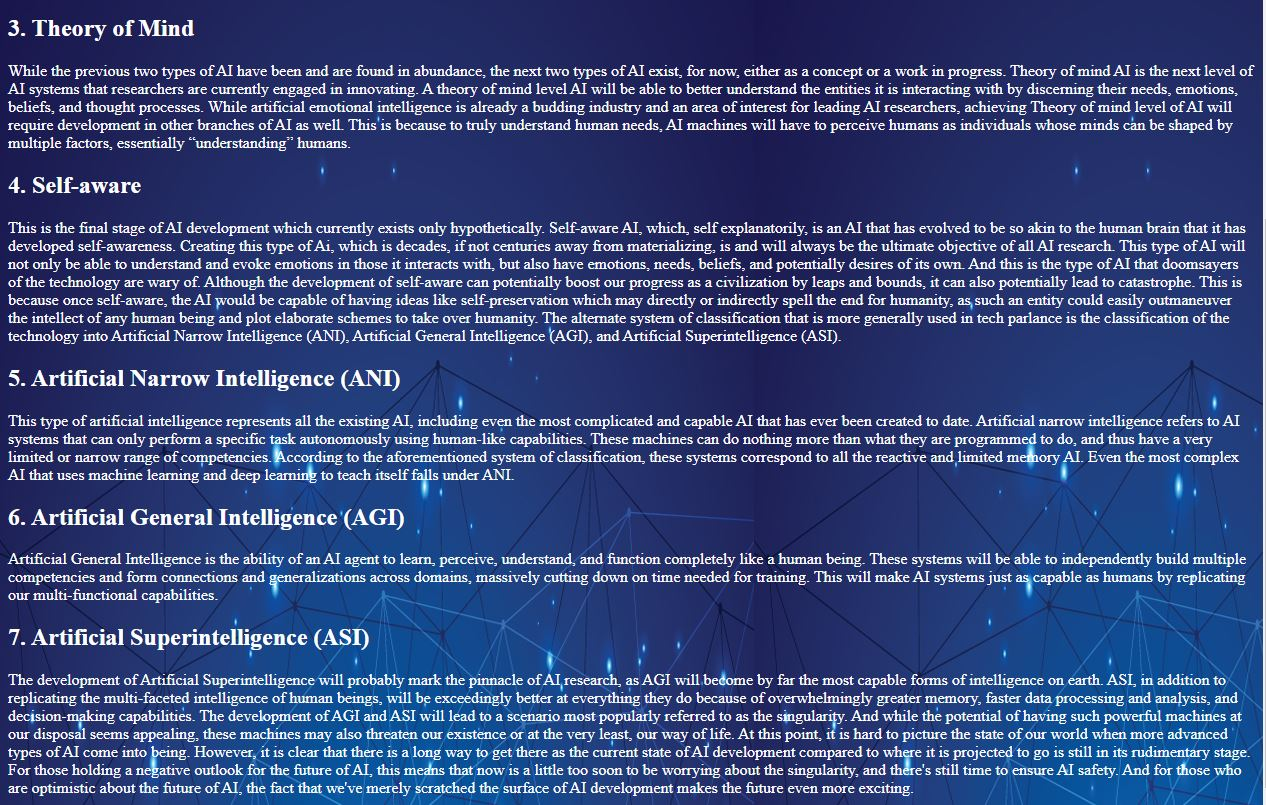 3. Theory of Mind
While the previous two types of AI have been and are found in abundance, the next two types of AI exist, for now, either as a concept or a work in progress. Theory of mind AI is the next level of
AI systems that researchers are currently engaged in innovating. A theory of mind level AI will be able to better understand the entities it is interacting with by discerning their needs, emotions,
beliefs, and thought processes. While artificial emotional intelligence is already a budding industry and an area of interest for leading AI researchers, achieving Theory of mind level of AI will
require development in other branches of AI as well. This is because to truly understand human needs, AI machines will have to perceive humans as individuals whose minds can be shaped by
multiple factors, essentially “understanding” humans.
4. Self-aware
This is the final stage of AI development which currently exists only hypothetically. Self-aware AI, which, self explanatorily, is an AI that has evolved to be so akin to the human brain that it has
developed self-awareness. Creating this type of Ai, which is decades, if not centuries away from materializing, is and will always be the ultimate objective of all AI research. This type of AI will
not only be able to understand and evoke emotions in those it interacts with, but also have emotions, needs, beliefs, and potentially desires of its own. And this is the type of AI that doomsayers
of the technology are wary of. Although the development of self-aware can potentially boost our progress as a civilization by leaps and bounds, it can also potentially lead to catastrophe. This is
because once self-aware, the AI would be capable of having ideas like self-preservation which may directly or indirectly spell the end for humanity, as such an entity could easily outmaneuver
the intellect of any human being and plot elaborate schemes to take over humanity. The alternate system of classification that is more generally used in tech parlance is the classification of the
technology into Artificial Narrow Intelligence (ANI), Artificial General Intelligence (AGI), and Artificial Superintelligence (ASI).
5. Artificial Narrow Intelligence (ANI)
This type of artificial intelligence represents all the existing AI, including even the most complicated and capable AI that has ever been created to date. Artificial narrow intelligence refers to AI
systems that can only perform a specific task autonomously using human-like capabilities. These machines can do nothing more than what they are programmed to do, and thus have a very
limited or narrow range of competencies. According to the aforementioned system of classification, these systems correspond to all the reactive and limited memory AI. Even the most complex
AI that uses machine learning and deep learning to teach itself falls under ANI.
6. Artificial General Intelligence (AGI)
Artificial General Intelligence is the ability of an AI agent to learn, perceive, understand, and function completely like a human being. These systems will be able to independently build multiple
competencies and form connections and generalizations across domains, massively cutting down on time needed for training. This will make AI systems just as capable as humans by replicating
our multi-functional capabilities.
7. Artificial Superintelligence (ASI)
The development of Artificial Superintelligence will probably mark the pinnacle of AI research, as AGI will become by far the most capable forms of intelligence on earth. ASI, in addition to
replicating the multi-faceted intelligence of human beings, will be exceedingly better at everything they do because of overwhelmingly greater memory, faster data processing and analysis, and
decision-making capabilities. The development of AGI and ASI will lead to a scenario most popularly referred to as the singularity. And while the potential of having such powerful machines at
our disposal seems appealing, these machines may also threaten our existence or at the very least, our way of life. At this point, it is hard to picture the state of our world when more advanced
types of AI come into being. However, it is clear that there is a long way to get there as the current state of AI development compared to where it is projected to go is still in its rudimentary stage.
For those holding a negative outlook for the future of AI, this means that now is a little too soon to be worrying about the singularity, and there's still time to ensure AI safety. And for those who
are optimistic about the future of AI, the fact that we've merely scratched the surface of AI development makes the future even more exciting.